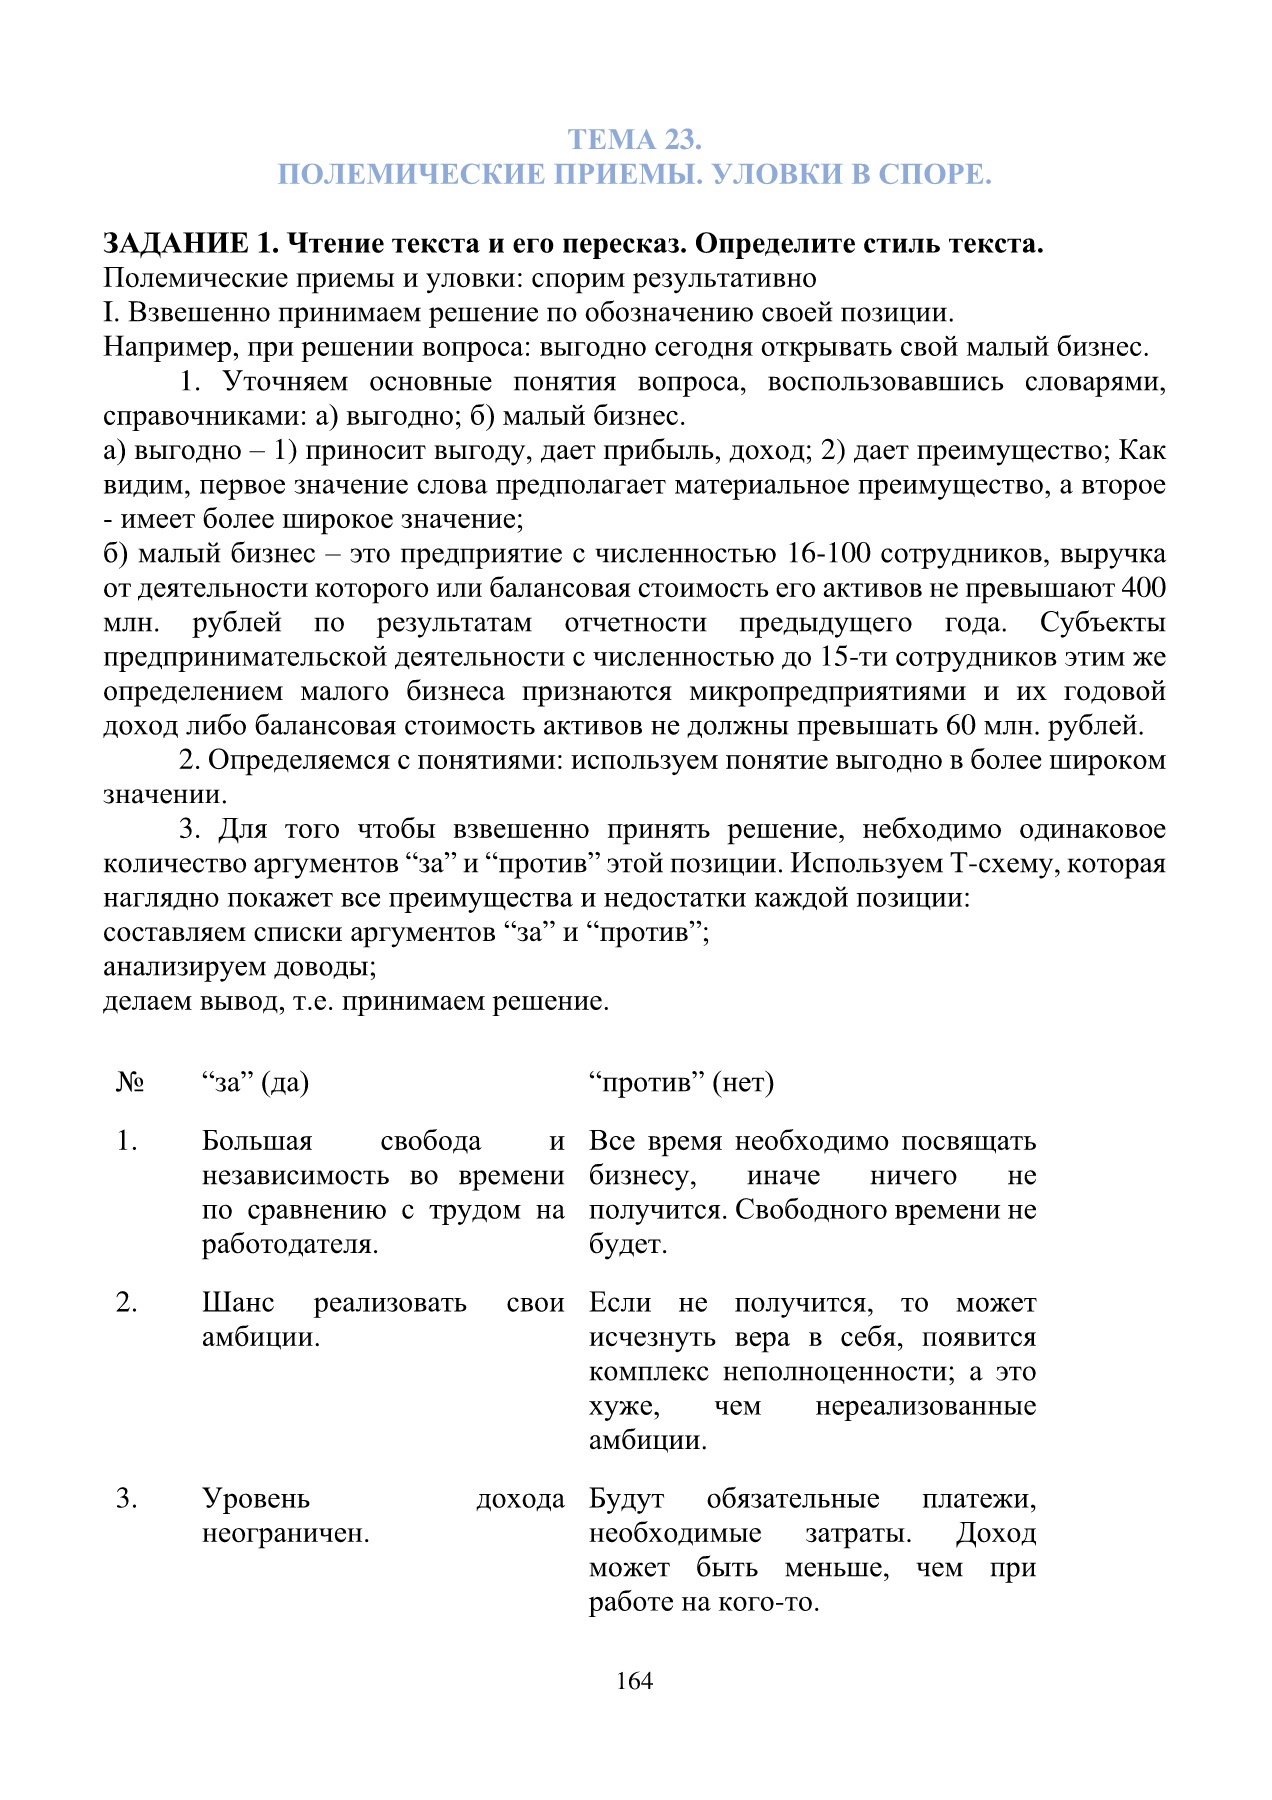 ТЕМА 23.
ПОЛЕМИЧЕСКИЕ ПРИЕМЫ. УЛОВКИ В СПОРЕ.
ЗАДАНИЕ 1. Чтение текста и его пересказ. Определите стиль текста.
Полемические приемы и уловки: спорим результативно
I. Взвешенно принимаем решение по обозначению своей позиции.
Например, при решении вопроса: выгодно сегодня открывать свой малый бизнес.
1. Уточняем основные понятия вопроса, воспользовавшись словарями,
справочниками: а) выгодно; б) малый бизнес.
а) выгодно – 1) приносит выгоду, дает прибыль, доход; 2) дает преимущество; Как
видим, первое значение слова предполагает материальное преимущество, а второе
- имеет более широкое значение;
б) малый бизнес – это предприятие с численностью 16-100 сотрудников, выручка
от деятельности которого или балансовая стоимость его активов не превышают 400
млн. рублей по результатам отчетности предыдущего года. Субъекты
предпринимательской деятельности с численностью до 15-ти сотрудников этим же
определением малого бизнеса признаются микропредприятиями и их годовой
доход либо балансовая стоимость активов не должны превышать 60 млн. рублей.
2. Определяемся с понятиями: используем понятие выгодно в более широком
значении.
3. Для того чтобы взвешенно принять решение, небходимо одинаковое
количество аргументов “за” и “против” этой позиции. Используем Т-схему, которая
наглядно покажет все преимущества и недостатки каждой позиции:
составляем списки аргументов “за” и “против”;
анализируем доводы;
делаем вывод, т.е. принимаем решение.
№ “за” (да) “против” (нет)
1. Большая свобода и Все время необходимо посвящать
независимость во времени бизнесу, иначе ничего не
по сравнению с трудом на получится. Свободного времени не
работодателя. будет.
2. Шанс реализовать свои Если не получится, то может
амбиции. исчезнуть вера в себя, появится
комплекс неполноценности; а это
хуже, чем нереализованные
амбиции.
3. Уровень дохода Будут обязательные платежи,
неограничен. необходимые затраты. Доход
может быть меньше, чем при
работе на кого-то.
164